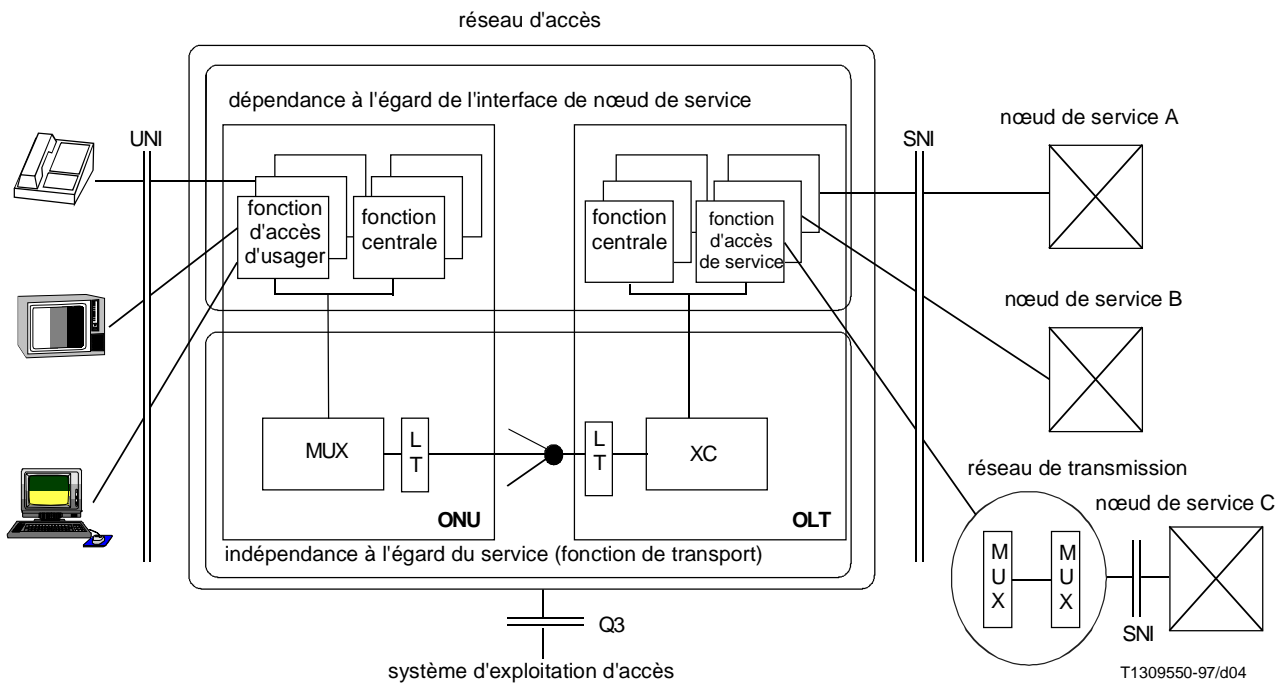 réseau d'accès
dépendance à l'égard de l'interface de nœud de service
UNI
SNI
nœud de service A
fonction
d'accès
d'usager
fonction
centrale
fonction
centrale
fonction
d'accès
de service
nœud de service B
MUX
L
T
L
T
XC
ONU
OLT
réseau de transmission
nœud de service C
indépendance à l'égard du service (fonction de transport)
M
U
X
M
U
X
SNI
Q3
système d'exploitation d'accès
T1309550-97/d04